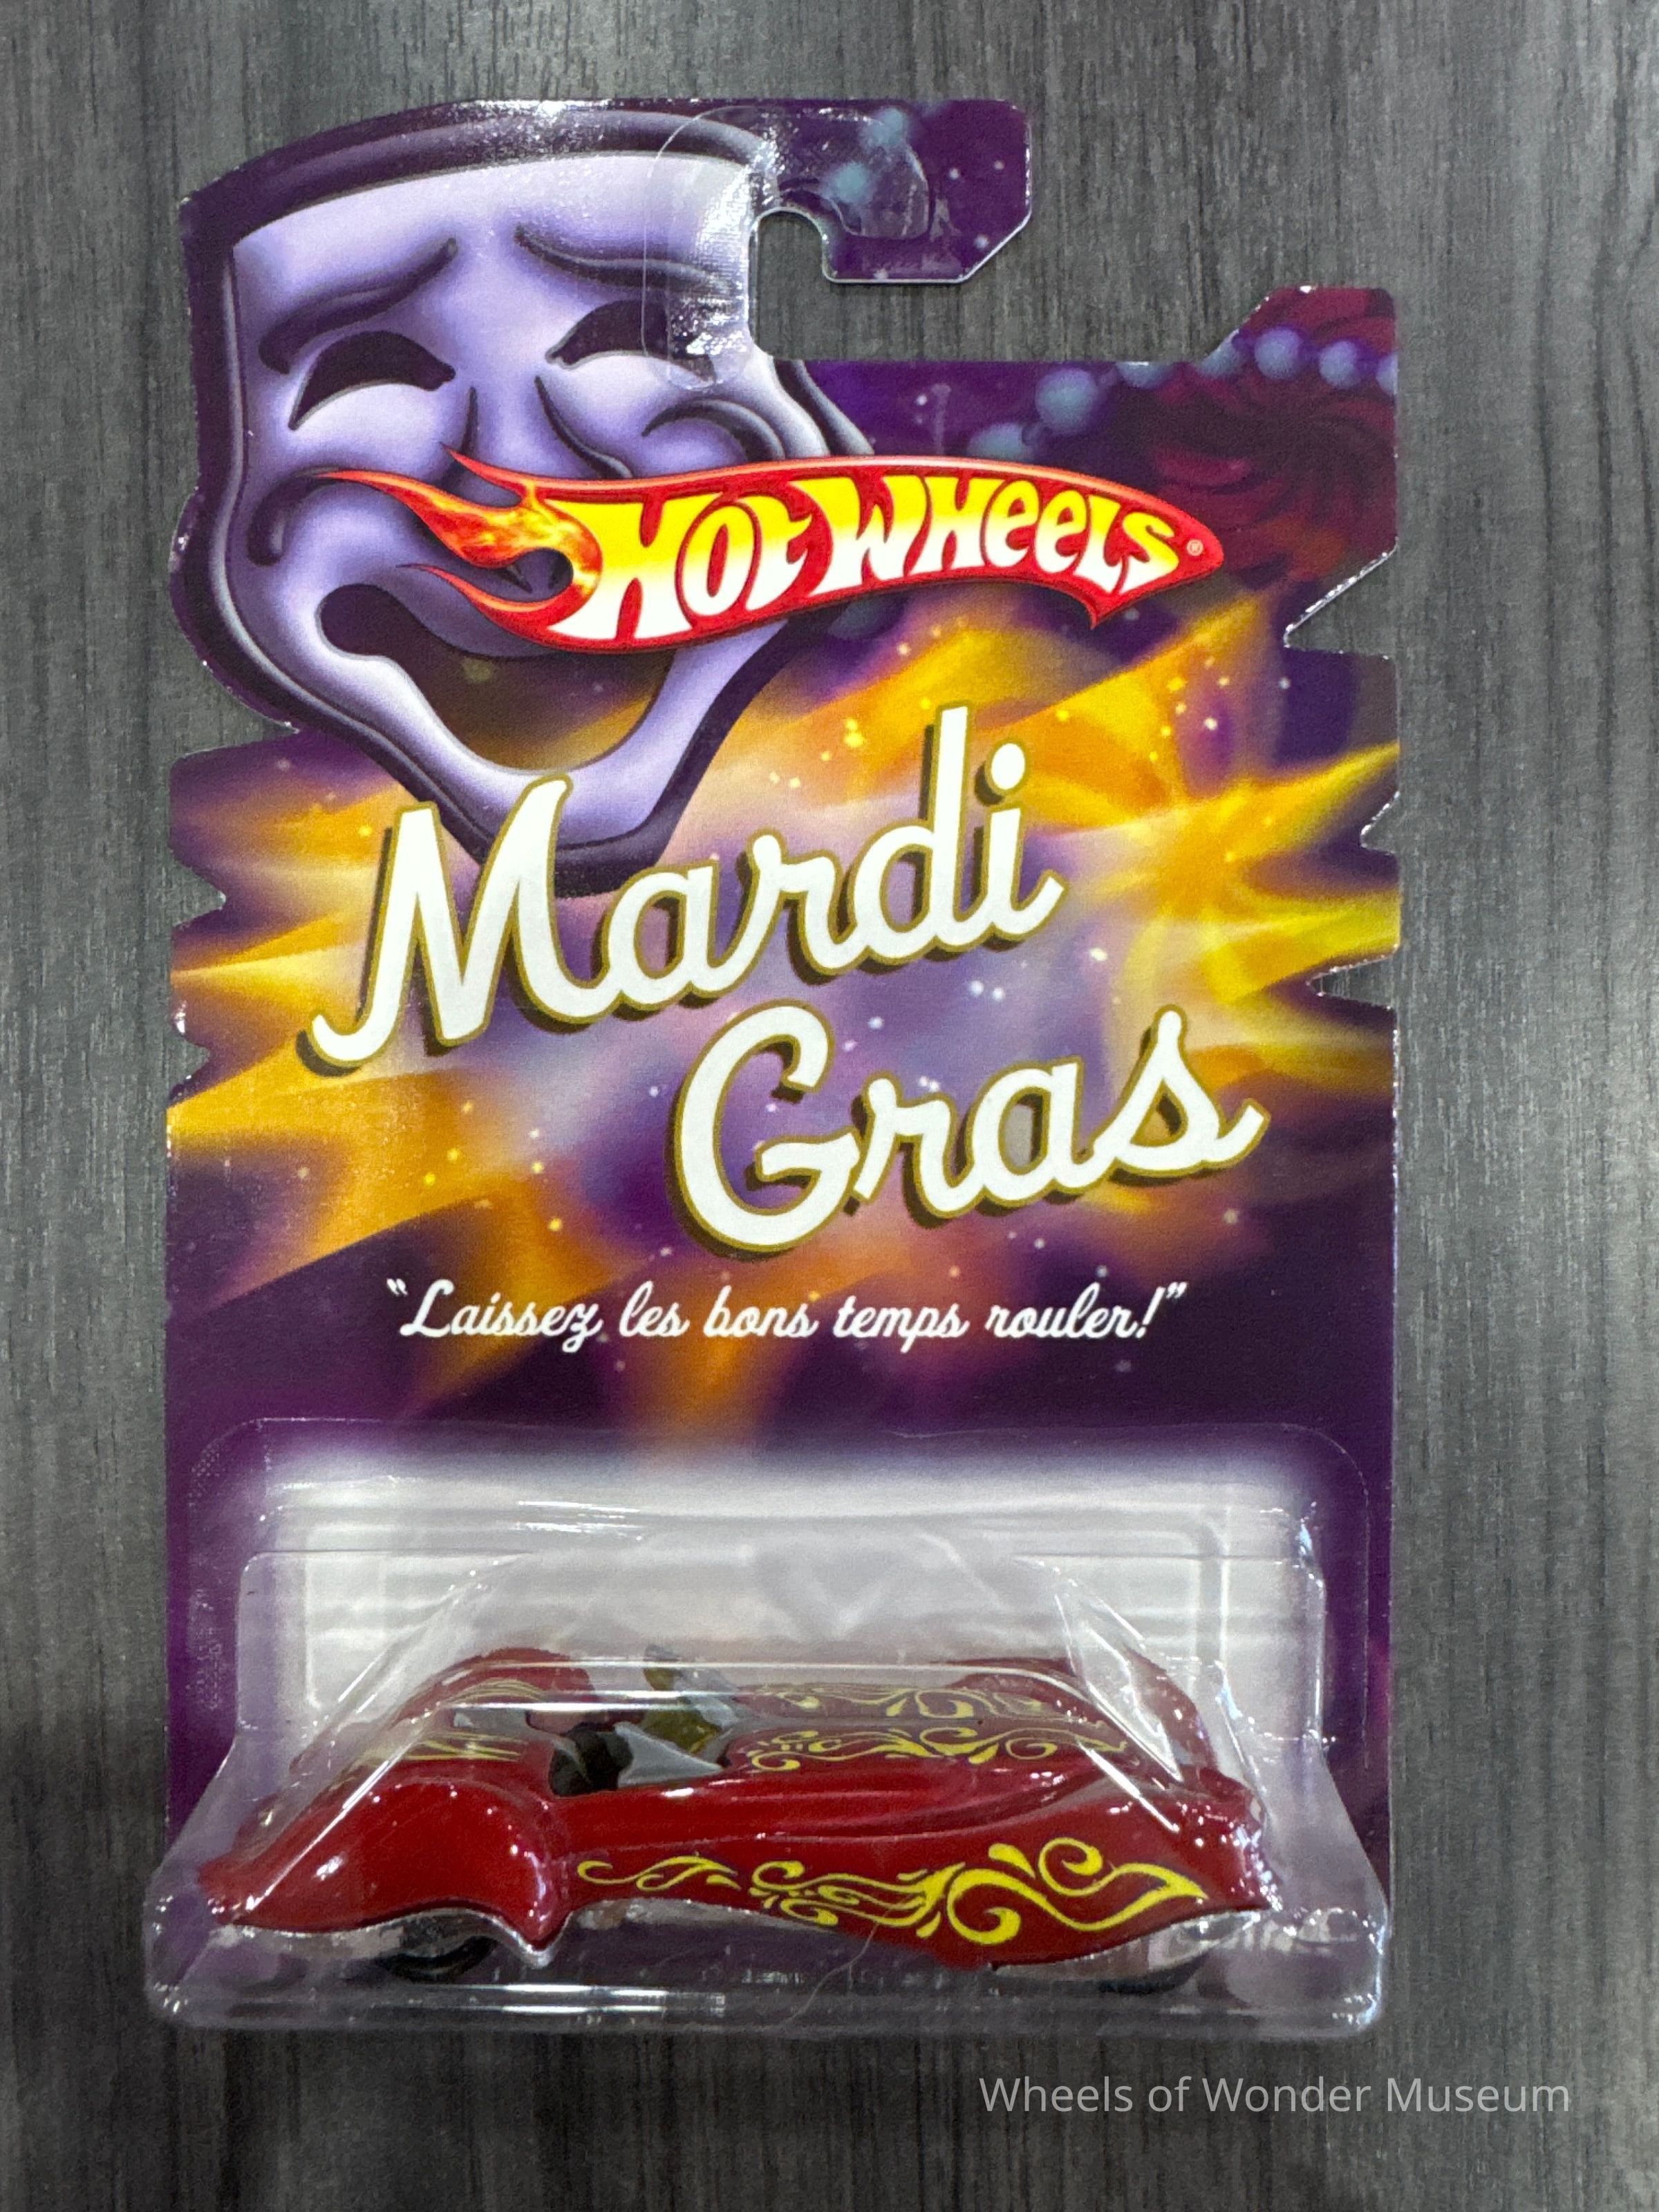 HOT WHEELS®
Mardi
Gras
"Laissez les bons temps rouler!"
Wheels of Wonder Museum